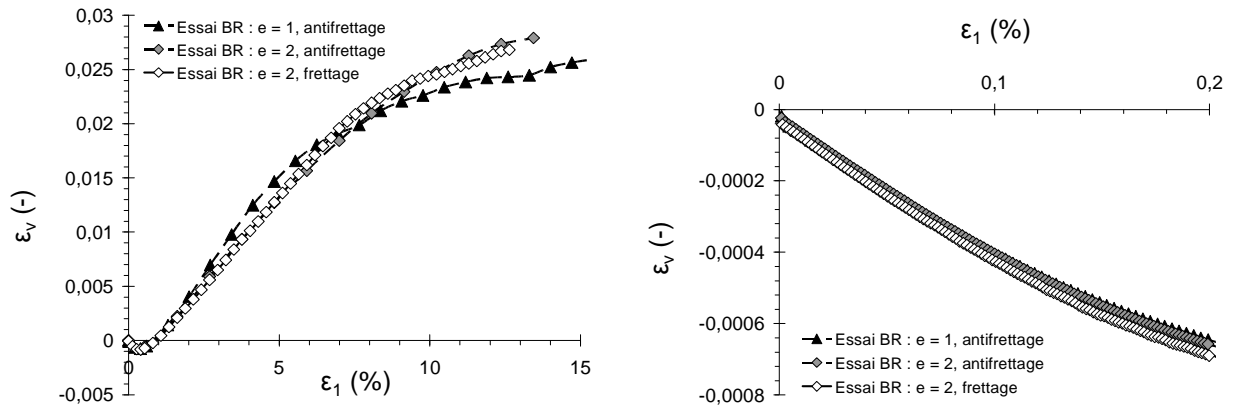 0,03
0,025
0,02
0,015
0,01
0,005
0
-0,005
εv (-)
Essai BR : e = 1, antifrettage
Essai BR : e = 2, antifrettage
Essai BR : e = 2, frettage
0 5 10 15
ε1 (%)
ε1 (%)
0 0,1 0,2
0
-0,0002
-0,0004
-0,0006
-0,0008
εv (-)
Essai BR : e = 1, antifrettage
Essai BR : e = 2, antifrettage
Essai BR : e = 2, frettage